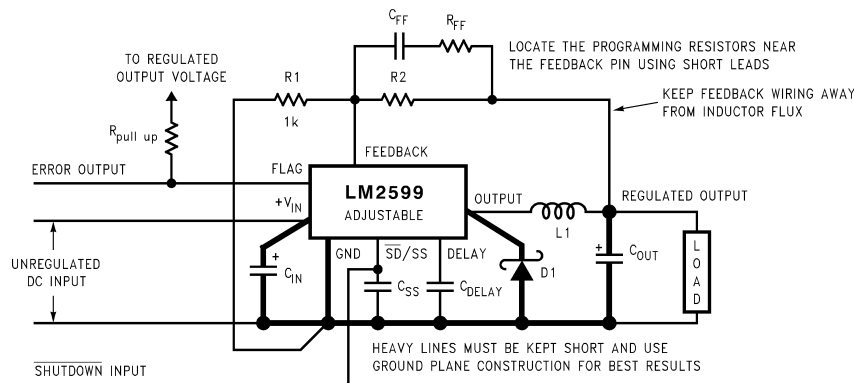 C_FF
R_FF
LOCATE THE PROGRAMMING RESISTORS NEAR
THE FEEDBACK PIN USING SHORT LEADS
TO REGULATED
OUTPUT VOLTAGE
R1
R2
KEEP FEEDBACK WIRING AWAY
FROM INDUCTOR FLUX
1k
R_pull up
FEEDBACK
ERROR OUTPUT
FLAG
LM2599
ADJUSTABLE
OUTPUT
REGULATED OUTPUT
+V_IN
L1
UNREGULATED
DC INPUT
+
C_IN
GND
S̅D̅/SS
DELAY
C_SS
C_DELAY
D1
+
C_OUT
LOAD
HEAVY LINES MUST BE KEPT SHORT AND USE
GROUND PLANE CONSTRUCTION FOR BEST RESULTS
S̅H̅U̅T̅D̅O̅W̅N̅ INPUT